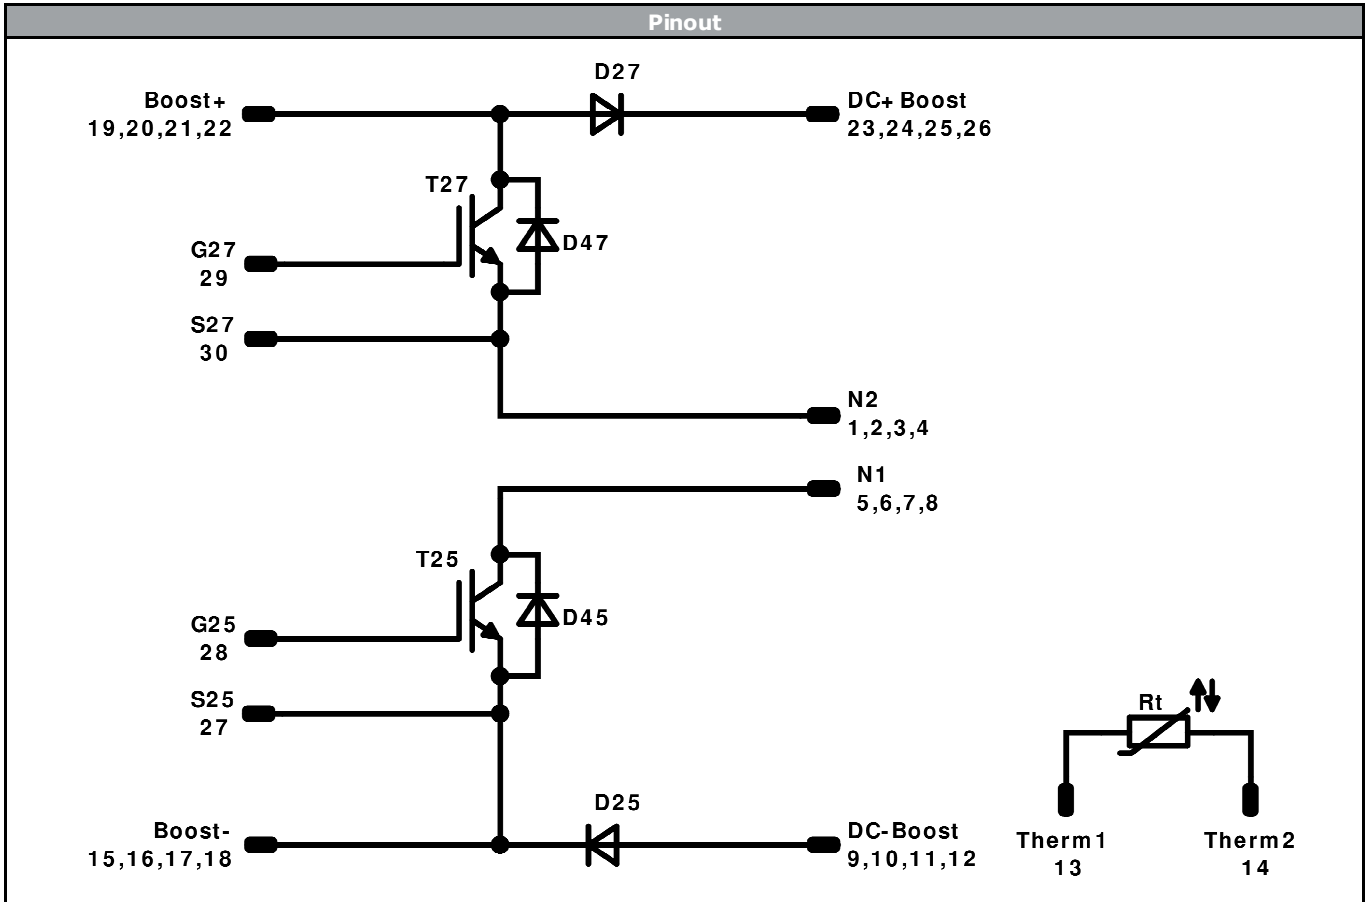 Pinout
D27
Boost+
19,20,21,22
DC+ Boost
23,24,25,26
T27
D47
G27
29
S27
30
N2
1,2,3,4
N1
5,6,7,8
T25
D45
G25
28
S25
27
Rt
D25
Boost-
15,16,17,18
DC-Boost
9,10,11,12
Therm1
13
Therm2
14